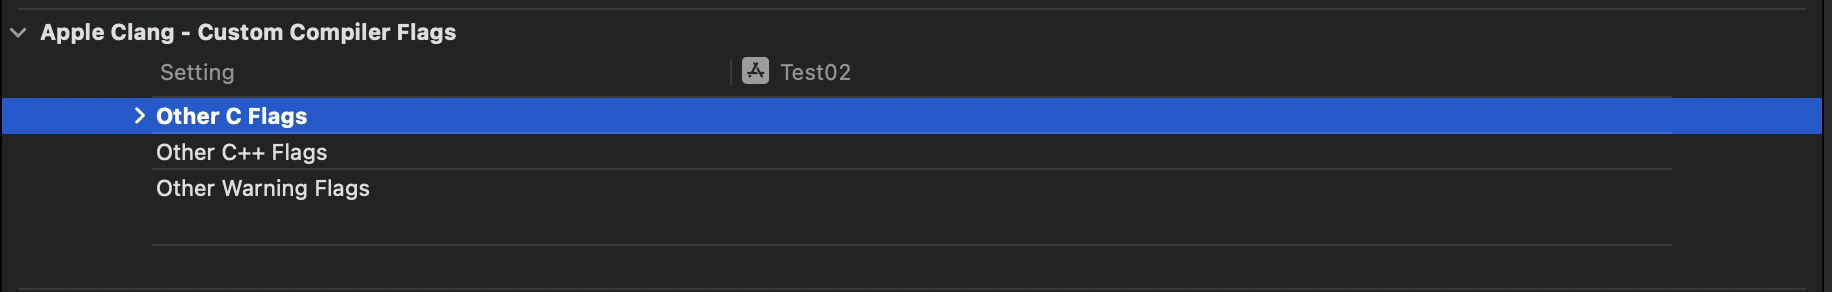 Apple Clang - Custom Compiler Flags
Setting Test02
Other C Flags
Other C++ Flags
Other Warning Flags